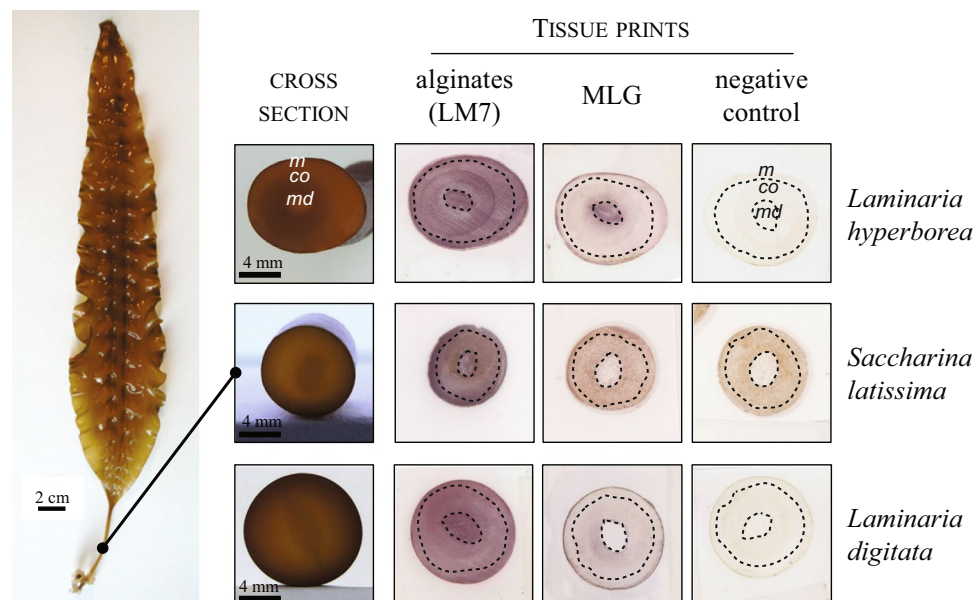 TISSUE PRINTS
CROSS
SECTION
alginates
(LM7)
MLG
negative
control
m
co
md
4 mm
m
co
md
Laminaria
hyperborea
4 mm
Saccharina
latissima
2 cm
4 mm
Laminaria
digitata